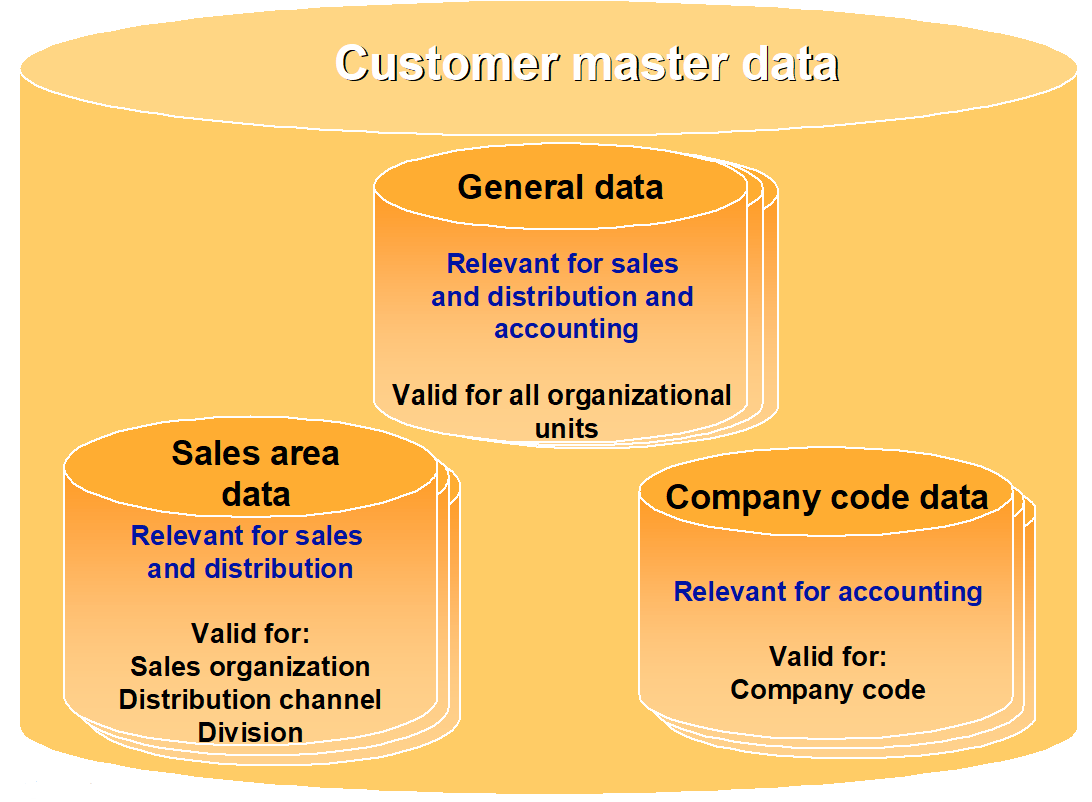 Customer master data
General data
Relevant for sales
and distribution and
accounting
Valid for all organizational
units
Sales area
data
Relevant for sales
and distribution
Valid for:
Sales organization
Distribution channel
Division
Company code data
Relevant for accounting
Valid for:
Company code